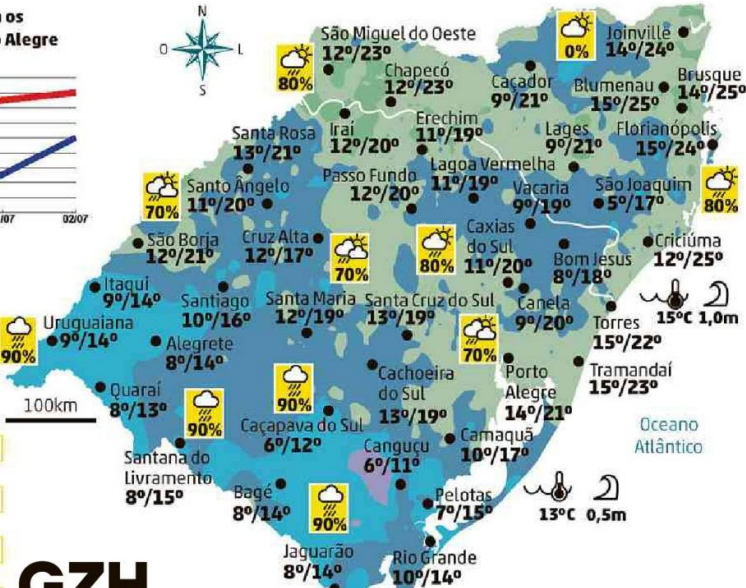 os
Alegre
/07
02/07
N
O
L
S
São Miguel do Oeste
12º/23º
80%
Chapecó
12º/23º
0%
Joinville
14º/24º
Caçador
9º/21º
Blumenau
15º/25º
Brusque
14º/25º
Iraí
12º/20º
Erechim
11º/19º
Lages
9º/21º
Florianópolis
15º/24º
Santa Rosa
13º/21º
Lagoa Vermelha
11º/19º
Passo Fundo
12º/20º
Vacaria
9º/19º
São Joaquim
5º/17º
80%
70%
Santo Ângelo
11º/20º
São Borja
12º/21º
Cruz Alta
12º/17º
70%
80%
Caxias
do Sul
11º/20º
Bom Jesus
8º/18º
Criciúma
12º/25º
Itaqui
9º/14º
Santiago
10º/16º
Santa Maria
12º/19º
Santa Cruz do Sul
13º/19º
Canela
9º/20º
15ºC 1,0m
Torres
15º/22º
90%
Uruguaiana
9º/14º
Alegrete
8º/14º
70%
Porto
Alegre
14º/21º
Tramandaí
15º/23º
Quaraí
8º/13º
100km
90%
90%
Cachoeira
do Sul
13º/19º
Oceano
Atlântico
Caçapava do Sul
6º/12º
Camaquã
10º/17º
Santana do
Livramento
8º/15º
Canguçu
6º/11º
Bagé
8º/14º
90%
Pelotas
7º/15º
13ºC 0,5m
Jaguarão
8º/14º
Rio Grande
10º/14º
GZH